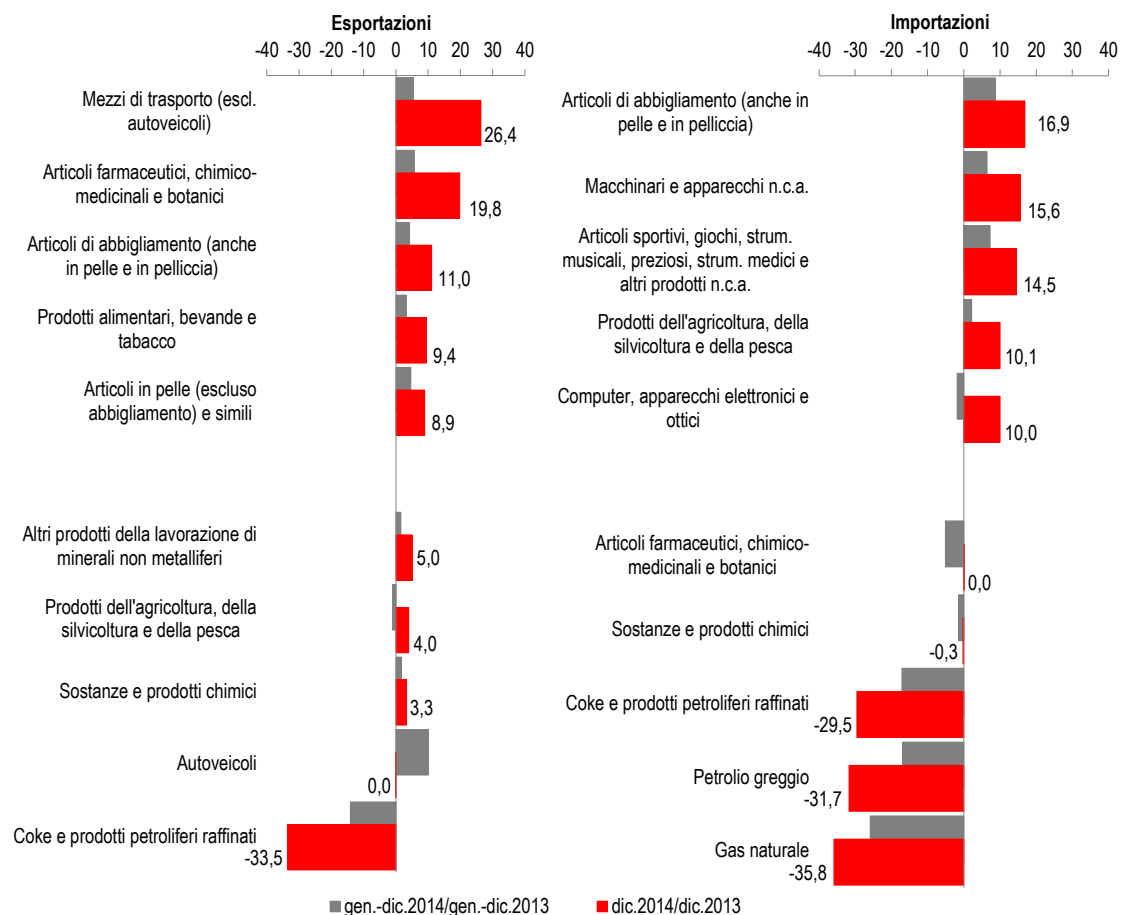 Esportazioni
-40 -30 -20 -10 0 10 20 30 40
Mezzi di trasporto (escl.
autoveicoli)
26,4
Articoli farmaceutici, chimico-
medicinali e botanici
19,8
Articoli di abbigliamento (anche
in pelle e in pelliccia)
11,0
Prodotti alimentari, bevande e
tabacco
9,4
Articoli in pelle (escluso
abbigliamento) e simili
8,9
Altri prodotti della lavorazione di
minerali non metalliferi
5,0
Prodotti dell'agricoltura, della
silvicoltura e della pesca
4,0
Sostanze e prodotti chimici
3,3
Autoveicoli
0,0
Coke e prodotti petroliferi raffinati
-33,5
Importazioni
-40 -30 -20 -10 0 10 20 30 40
Articoli di abbigliamento (anche in
pelle e in pelliccia)
16,9
Macchinari e apparecchi n.c.a.
15,6
Articoli sportivi, giochi, strum.
musicali, preziosi, strum. medici e
altri prodotti n.c.a.
14,5
Prodotti dell'agricoltura, della
silvicoltura e della pesca
10,1
Computer, apparecchi elettronici e
ottici
10,0
Articoli farmaceutici, chimico-
medicinali e botanici
0,0
Sostanze e prodotti chimici
-0,3
Coke e prodotti petroliferi raffinati
-29,5
Petrolio greggio
-31,7
Gas naturale
-35,8
gen.-dic.2014/gen.-dic.2013
dic.2014/dic.2013